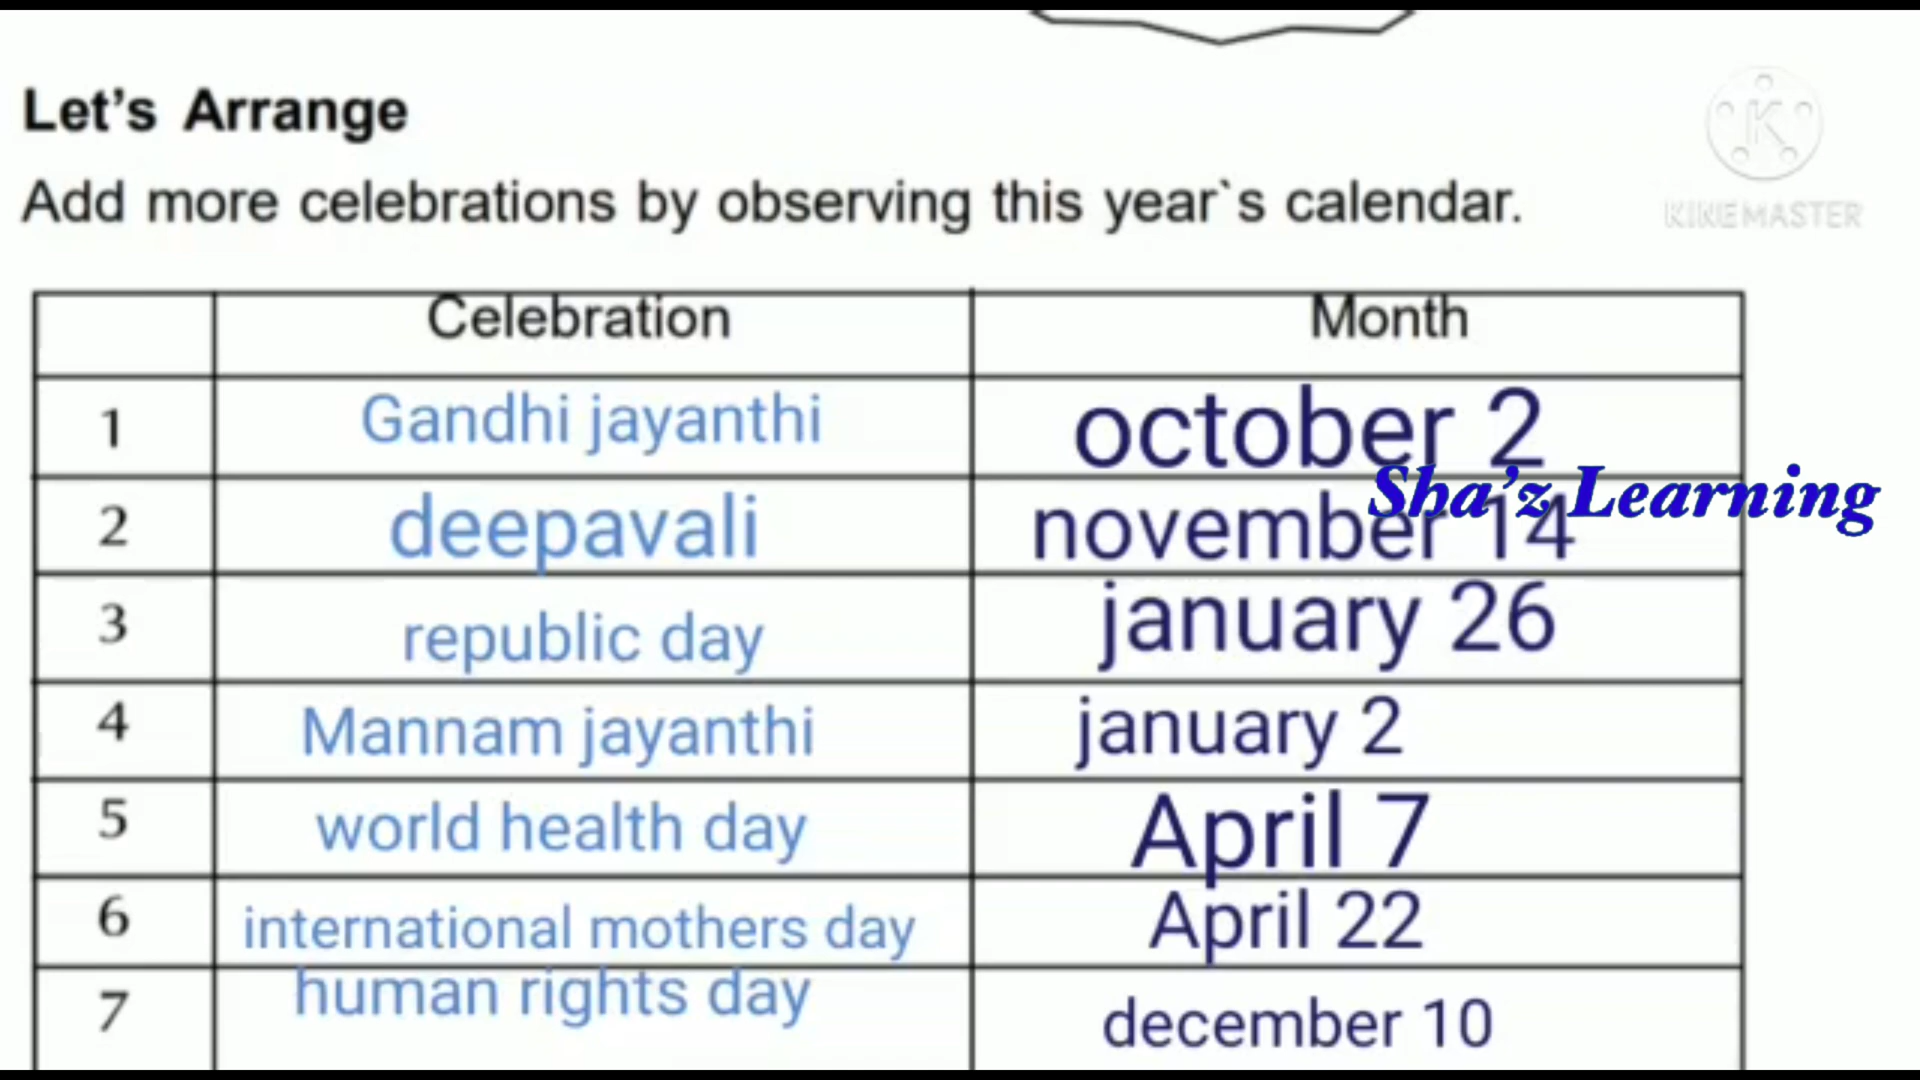 Let's Arrange
Add more celebrations by observing this year`s calendar.
KINEMASTER
Celebration Month
1 Gandhi jayanthi october 2
Sha'z Learning
2 deepavali november 14
3 republic day january 26
4 Mannam jayanthi january 2
5 world health day April 7
6 international mothers day April 22
7 human rights day december 10